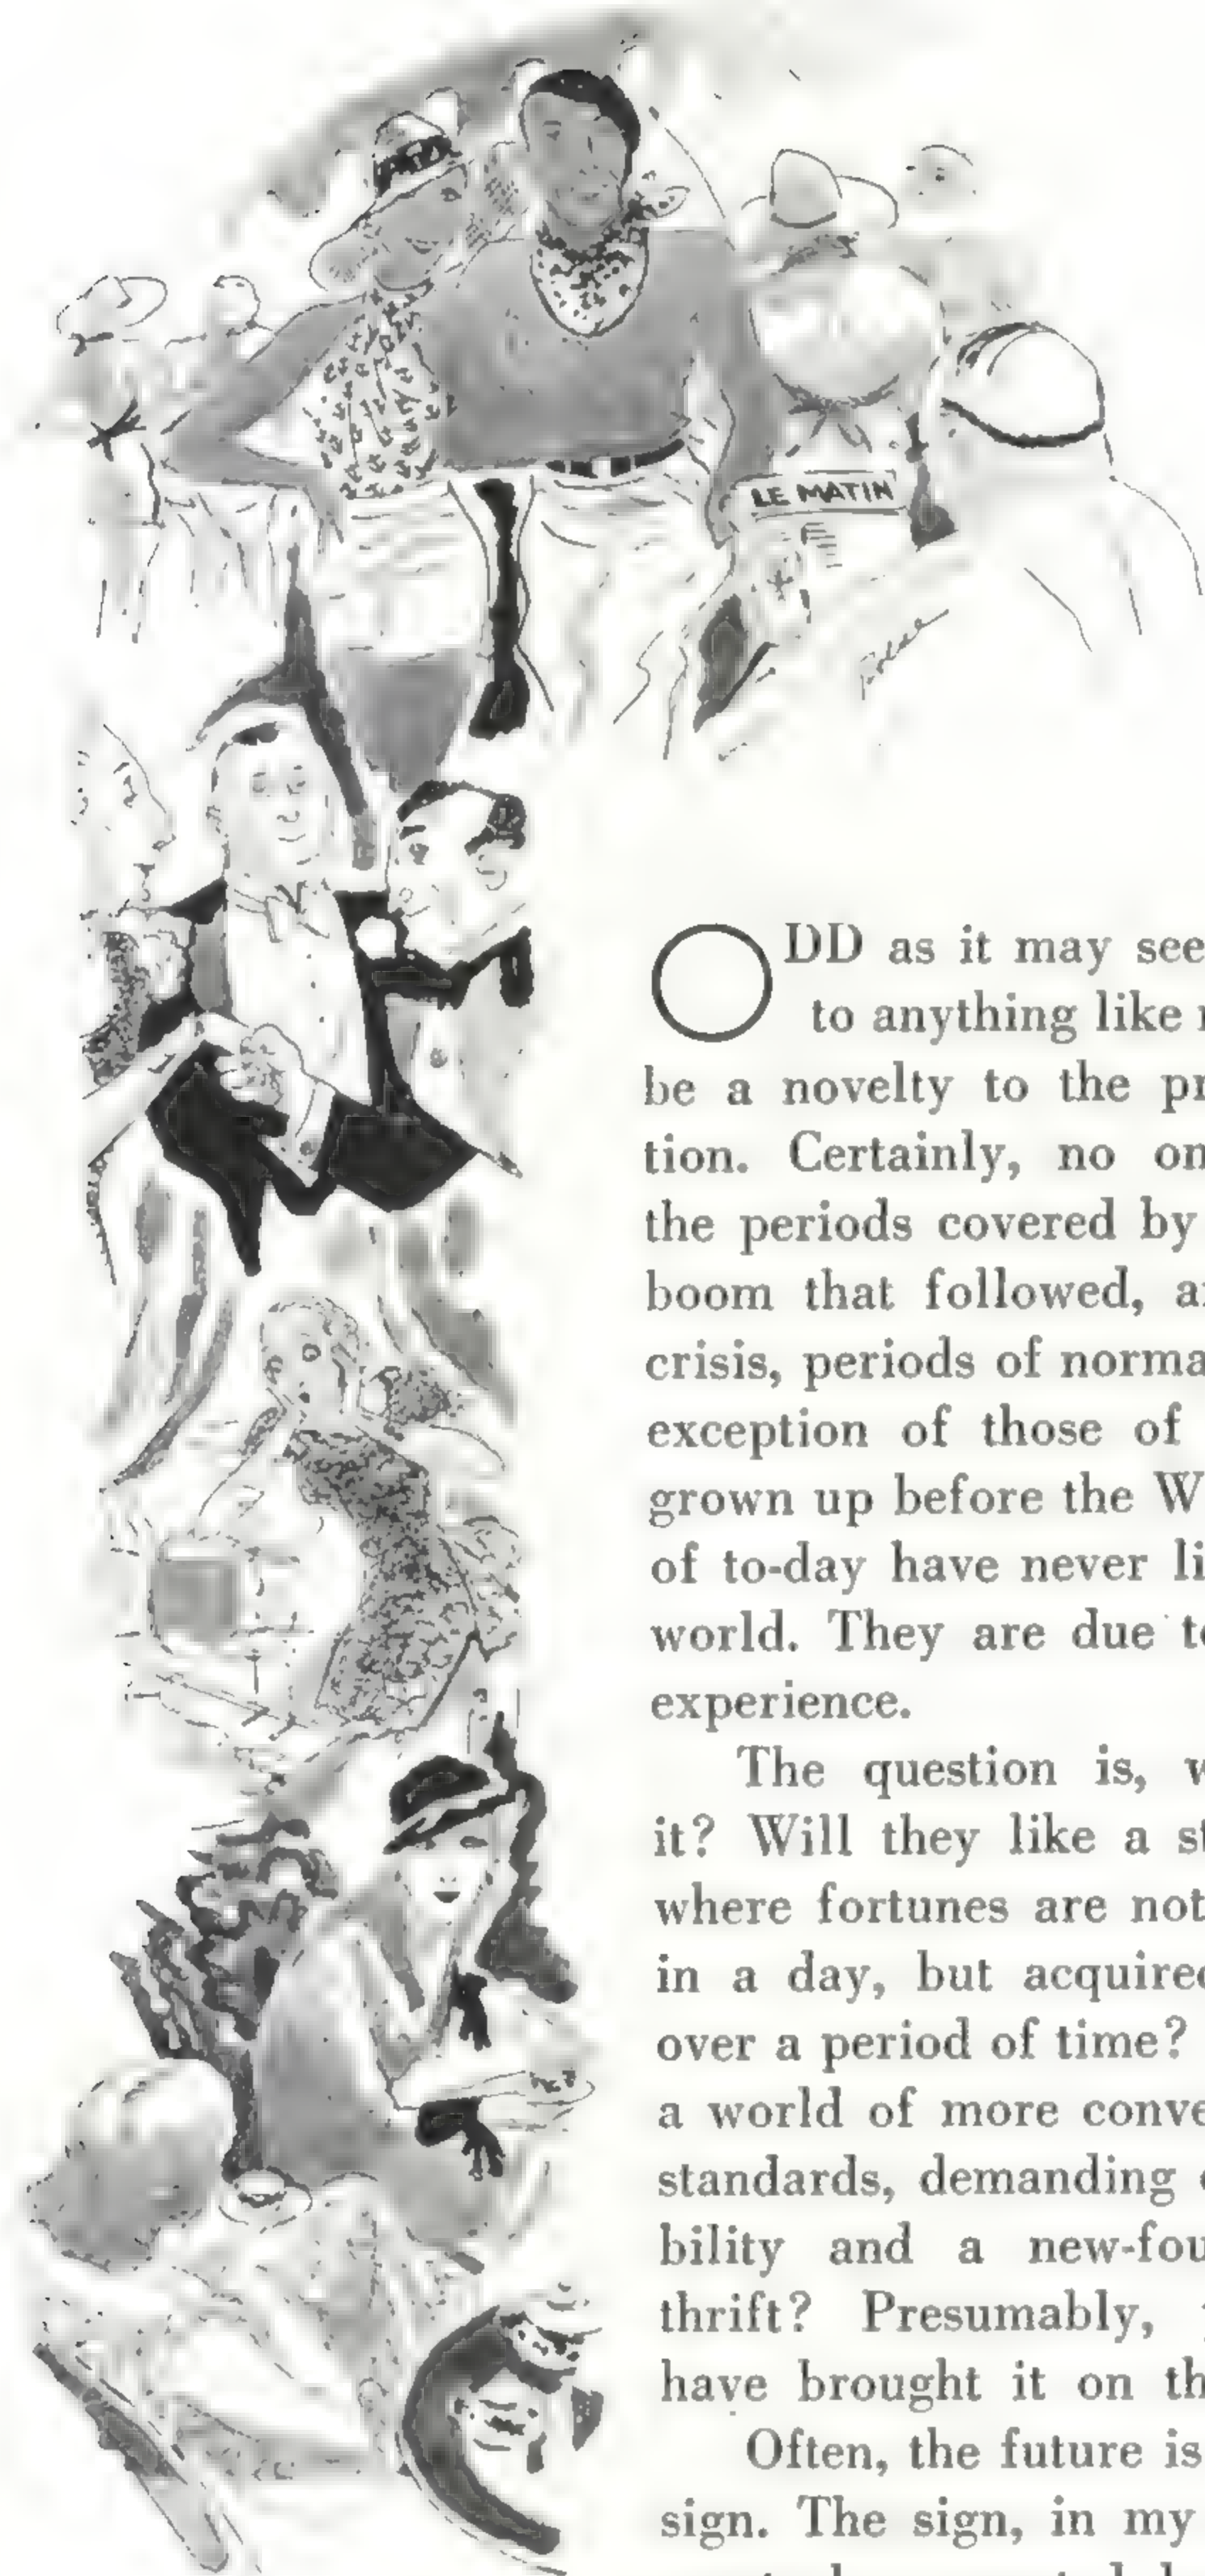 LE MATIN
ODD as it may see
to anything like
be a novelty to the pr
tion. Certainly, no on
the periods covered by
boom that followed, a
crisis, periods of norma
exception of those of
grown up before the W
of to-day have never li
world. They are due t
experience.
The question is, w
it? Will they like a st
where fortunes are not
in a day, but acquired
over a period of time?
a world of more conve
standards, demanding
bility and a new-fou
thrift? Presumably,
have brought it on th
Often, the future is
sign. The sign, in my